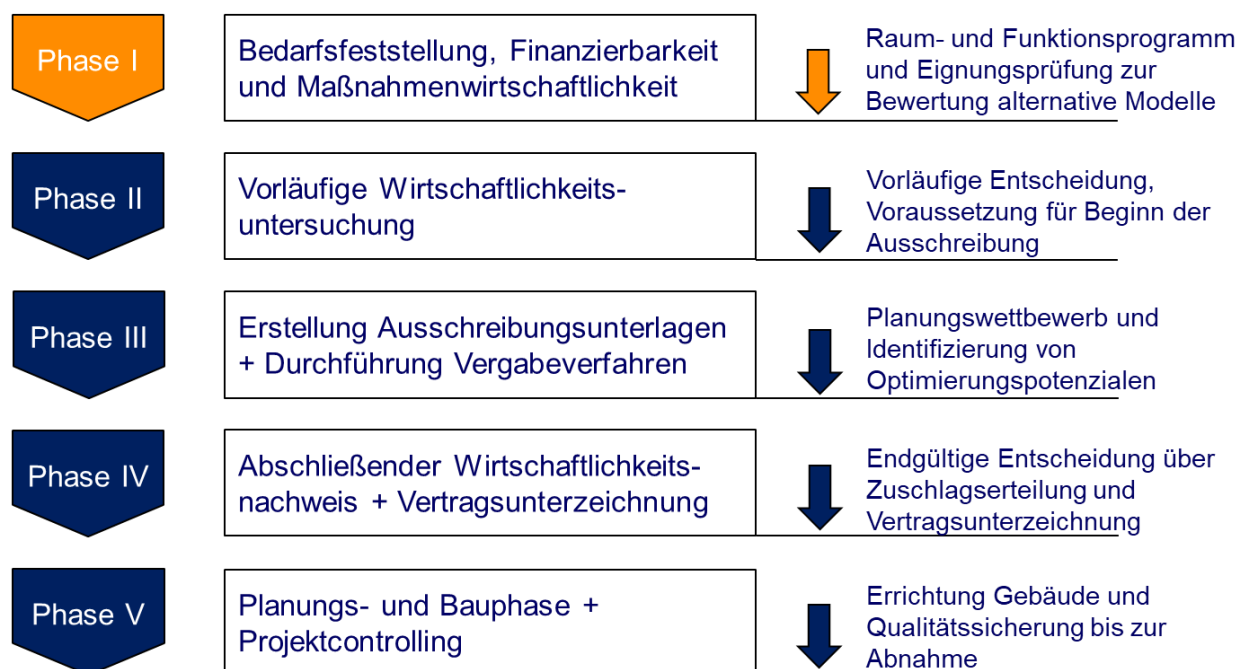 Phase I
Bedarfsfeststellung, Finanzierbarkeit
und Maßnahmenwirtschaftlichkeit
Raum- und Funktionsprogramm
und Eignungsprüfung zur
Bewertung alternative Modelle
Phase II
Vorläufige Wirtschaftlichkeits-
untersuchung
Vorläufige Entscheidung,
Voraussetzung für Beginn der
Ausschreibung
Phase III
Erstellung Ausschreibungsunterlagen
+ Durchführung Vergabeverfahren
Planungswettbewerb und
Identifizierung von
Optimierungspotenzialen
Phase IV
Abschließender Wirtschaftlichkeits-
nachweis + Vertragsunterzeichnung
Endgültige Entscheidung über
Zuschlagserteilung und
Vertragsunterzeichnung
Phase V
Planungs- und Bauphase +
Projektcontrolling
Errichtung Gebäude und
Qualitätssicherung bis zur
Abnahme